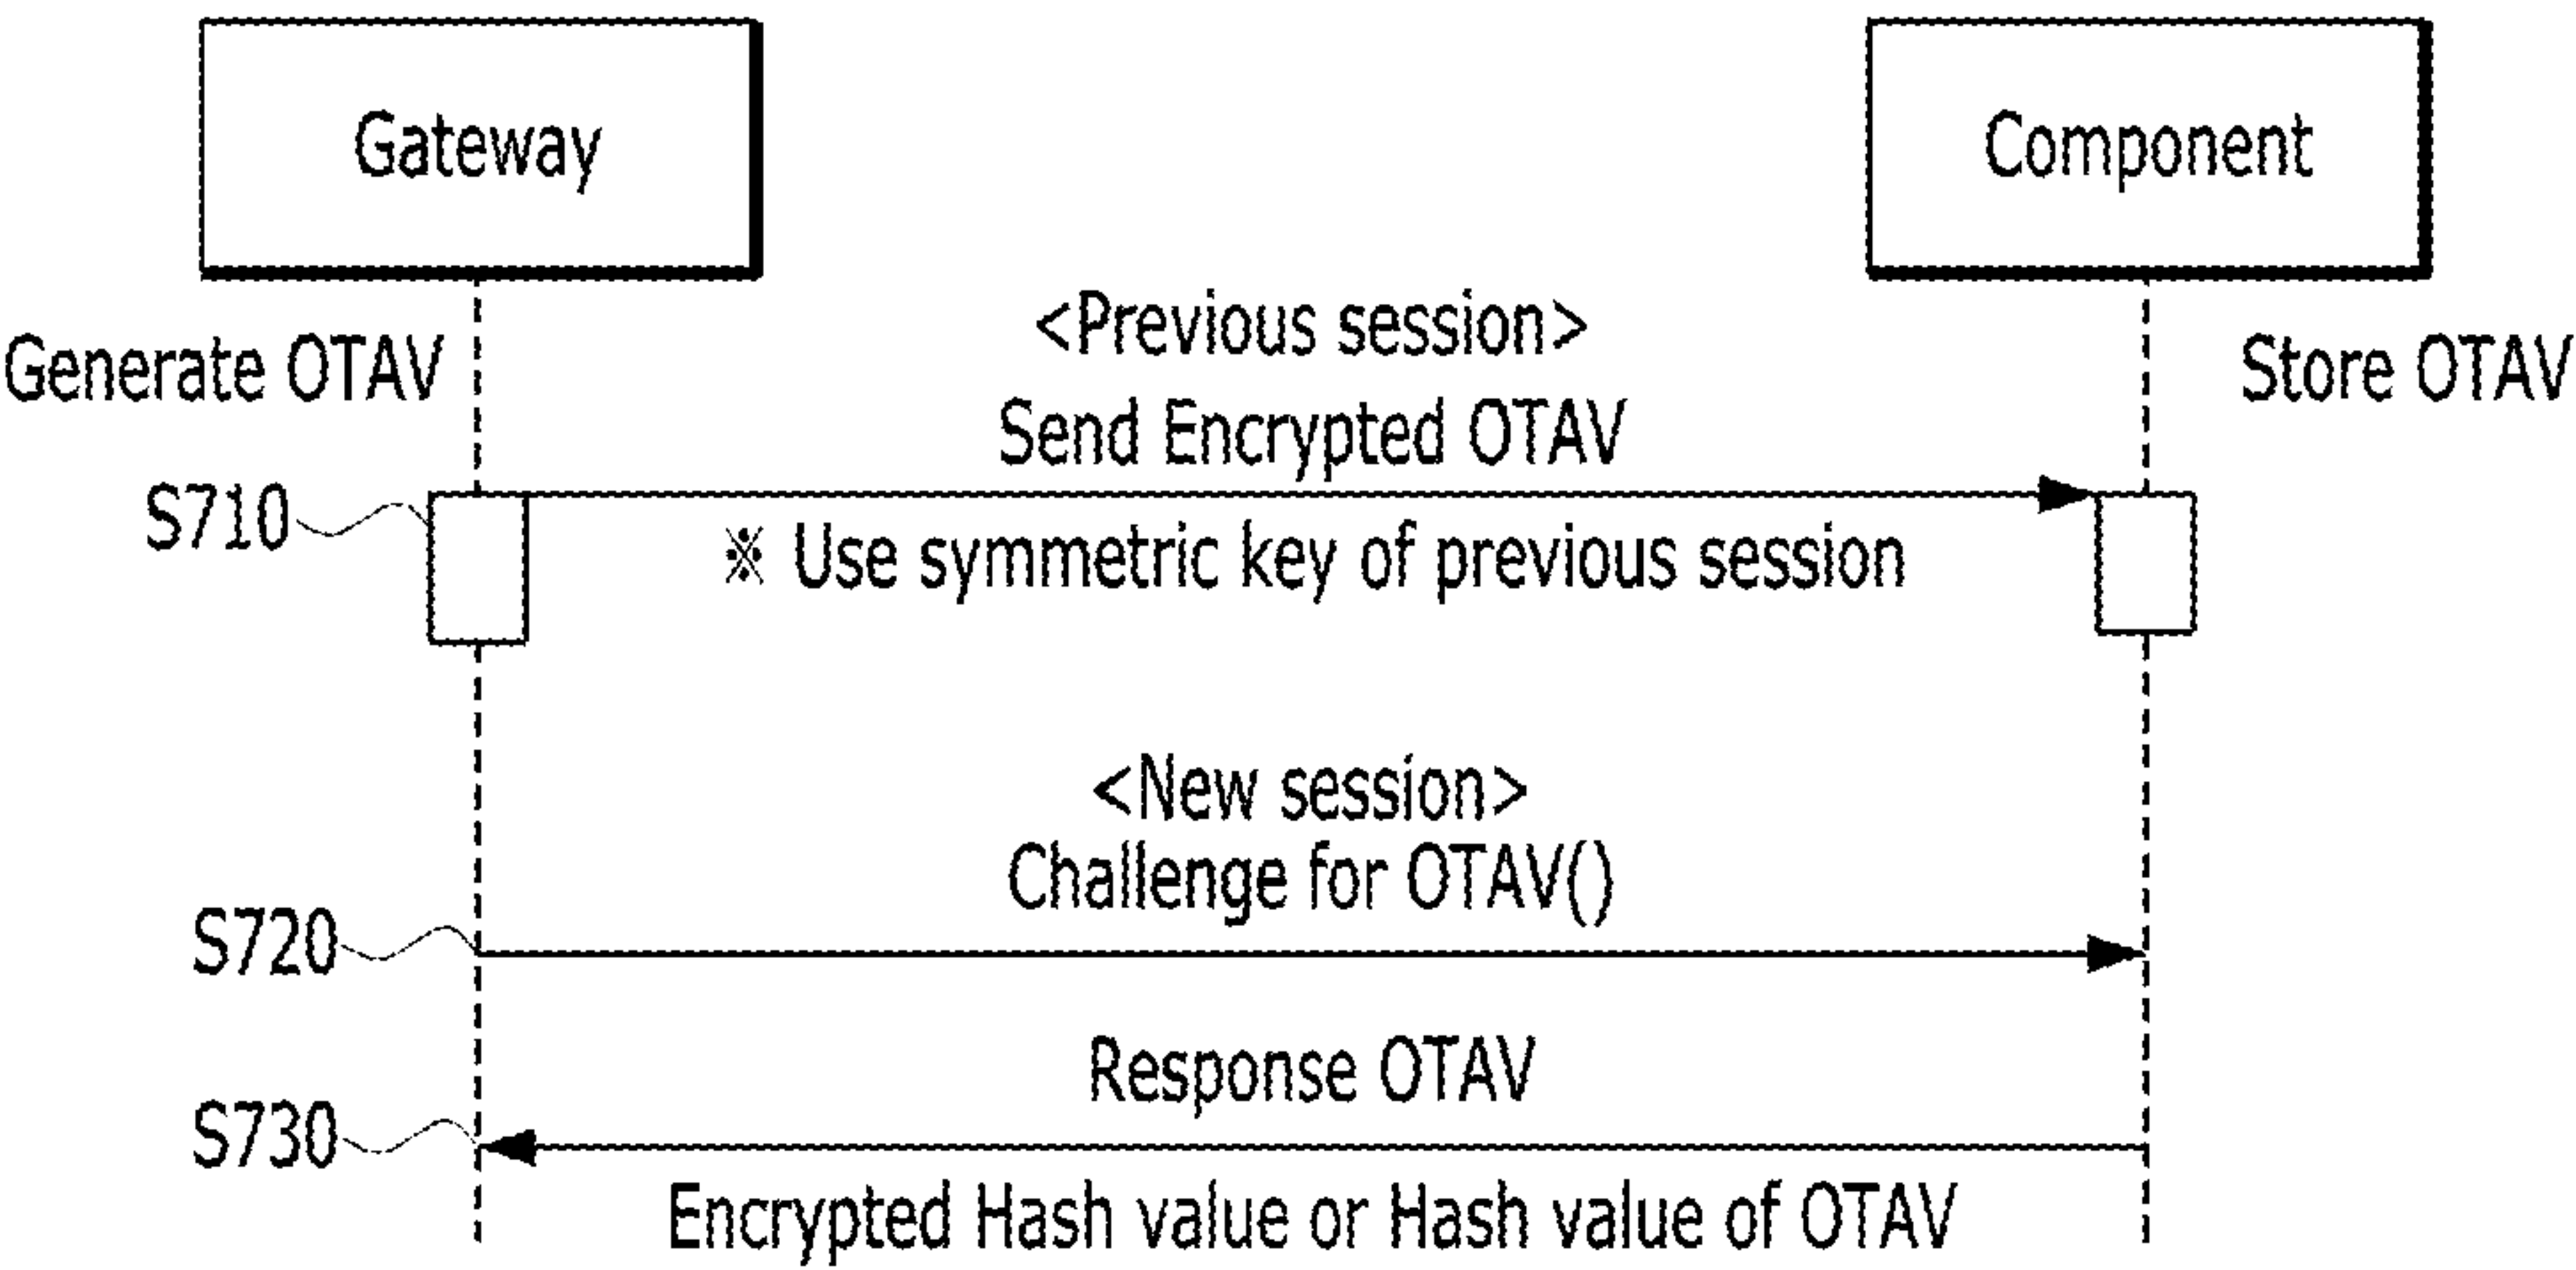 Gateway
Component
<Previous session>
Generate OTAV
Store OTAV
Send Encrypted OTAV
S710
※ Use symmetric key of previous session
<New session>
Challenge for OTAV()
S720
Response OTAV
S730
Encrypted Hash value or Hash value of OTAV